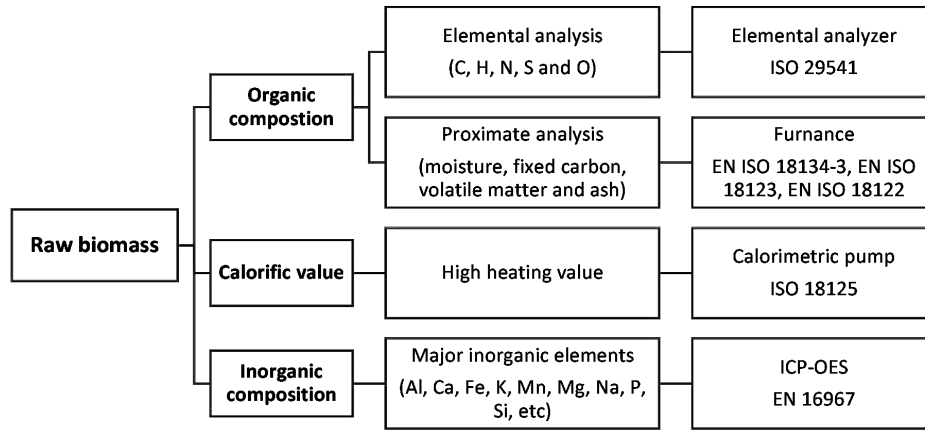 Raw biomass
Organic
compostion
Elemental analysis
(C, H, N, S and O)
Elemental analyzer
ISO 29541
Proximate analysis
(moisture, fixed carbon,
volatile matter and ash)
Furnance
EN ISO 18134-3, EN ISO
18123, EN ISO 18122
Calorific value
High heating value
Calorimetric pump
ISO 18125
Inorganic
composition
Major inorganic elements
(Al, Ca, Fe, K, Mn, Mg, Na, P,
Si, etc)
ICP-OES
EN 16967